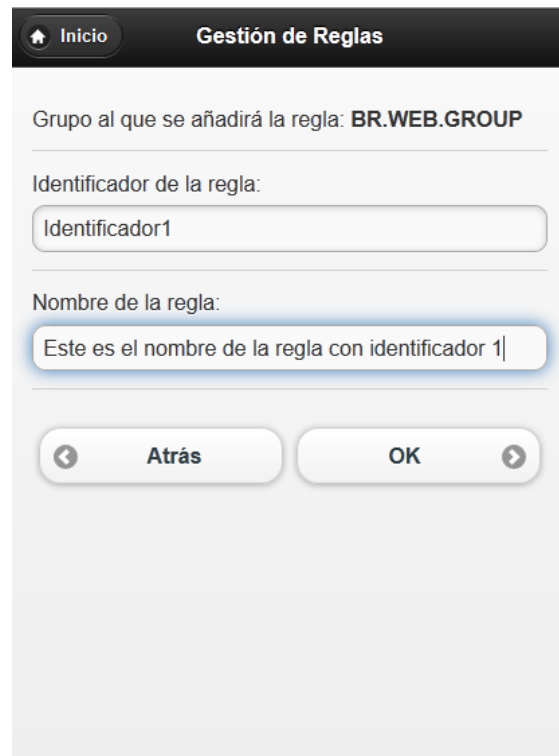 Inicio
Gestión de Reglas
Grupo al que se añadirá la regla: BR.WEB.GROUP
Identificador de la regla:
Identificador1
Nombre de la regla:
Este es el nombre de la regla con identificador 1
Atrás
OK